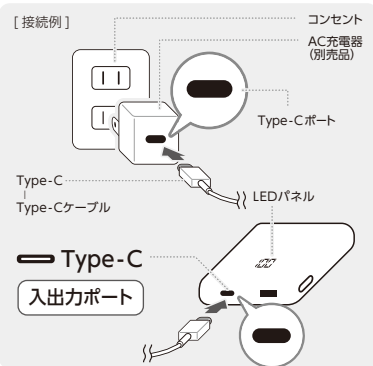 [ 接続例 ]
コンセント
AC充電器
(別売品)
Type-Cポート
Type-C
Type-Cケーブル
LEDパネル
100
Type-C
入出力ポート